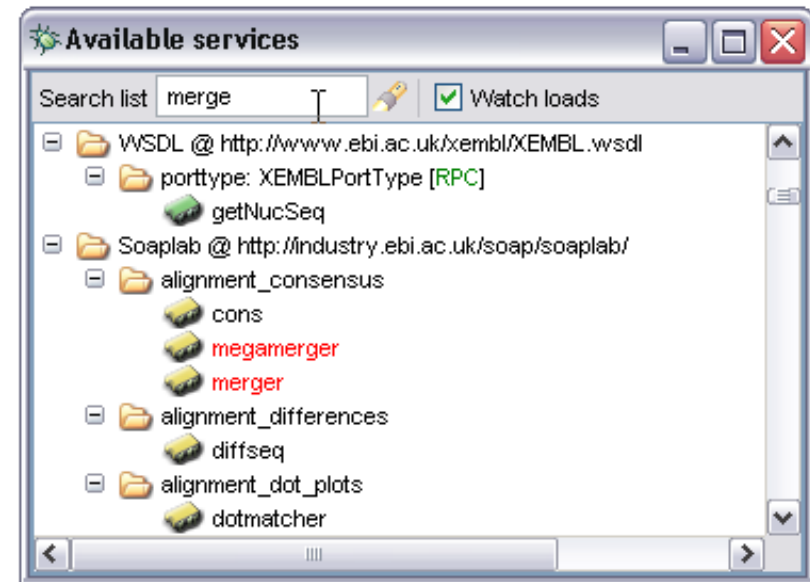 Available services
Search list merge Watch loads
WSDL @ http://www.ebi.ac.uk/xembl/XEMBL.wsdl
porttype: XEMBLPortType [RPC]
getNucSeq
Soaplab @ http://industry.ebi.ac.uk/soap/soaplab/
alignment_consensus
cons
megamerger
merger
alignment_differences
diffseq
alignment_dot_plots
dotmatcher